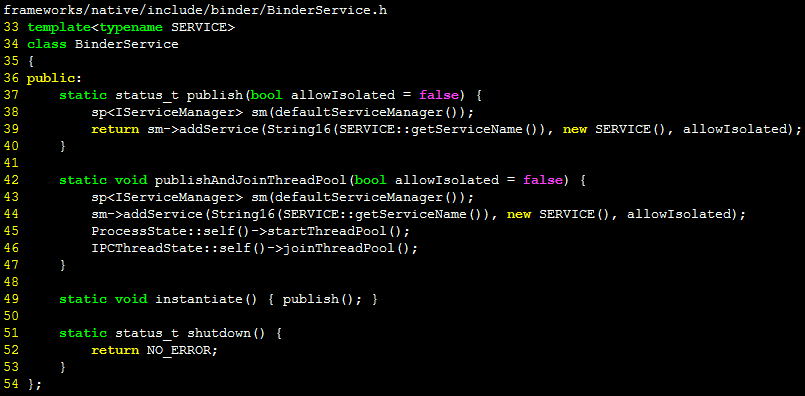 frameworks/native/include/binder/BinderService.h
33 template<typename SERVICE>
34 class BinderService
35 {
36 public:
37     static status_t publish(bool allowIsolated = false) {
38         sp<IServiceManager> sm(defaultServiceManager());
39         return sm->addService(String16(SERVICE::getServiceName()), new SERVICE(), allowIsolated);
40     }
41
42     static void publishAndJoinThreadPool(bool allowIsolated = false) {
43         sp<IServiceManager> sm(defaultServiceManager());
44         sm->addService(String16(SERVICE::getServiceName()), new SERVICE(), allowIsolated);
45         ProcessState::self()->startThreadPool();
46         IPCThreadState::self()->joinThreadPool();
47     }
48
49     static void instantiate() { publish(); }
50
51     static status_t shutdown() {
52         return NO_ERROR;
53     }
54 };